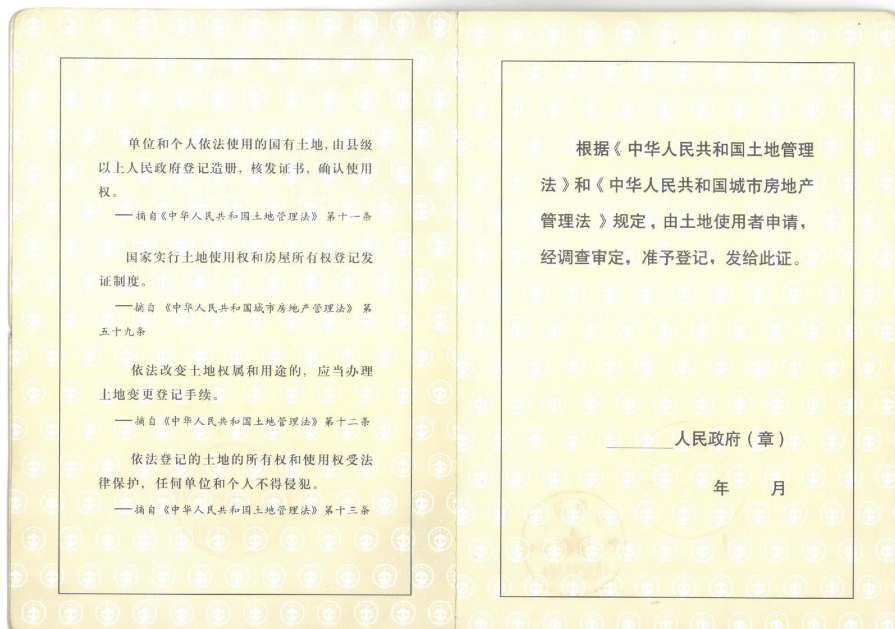 单位和个人依法使用的国有土地,由县级
以上人民政府登记造册,核发证书,确认使用
权。
——摘自《中华人民共和国土地管理法》第十一条
国家实行土地使用权和房屋所有权登记发
证制度。
——摘自《中华人民共和国城市房地产管理法》第
五十九条
依法改变土地权属和用途的,应当办理
土地变更登记手续。
——摘自《中华人民共和国土地管理法》第十二条
依法登记的土地的所有权和使用权受法
律保护,任何单位和个人不得侵犯。
——摘自《中华人民共和国土地管理法》第十三条
根据《中华人民共和国土地管理
法》和《中华人民共和国城市房地产
管理法》规定,由土地使用者申请,
经调查审定,准予登记,发给此证。
______人民政府(章)
年 月